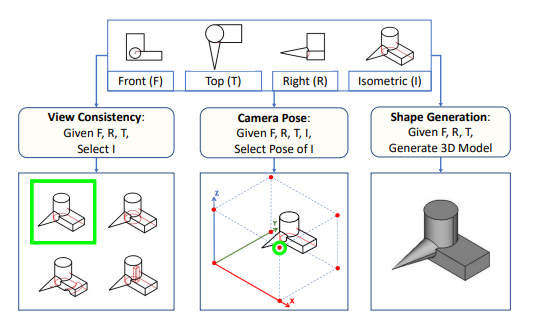 Front (F)
Top (T)
Right (R)
Isometric (I)
View Consistency:
Given F, R, T,
Select I
Camera Pose:
Given F, R, T, I,
Select Pose of I
Shape Generation:
Given F, R, T,
Generate 3D Model
Z
Y
X